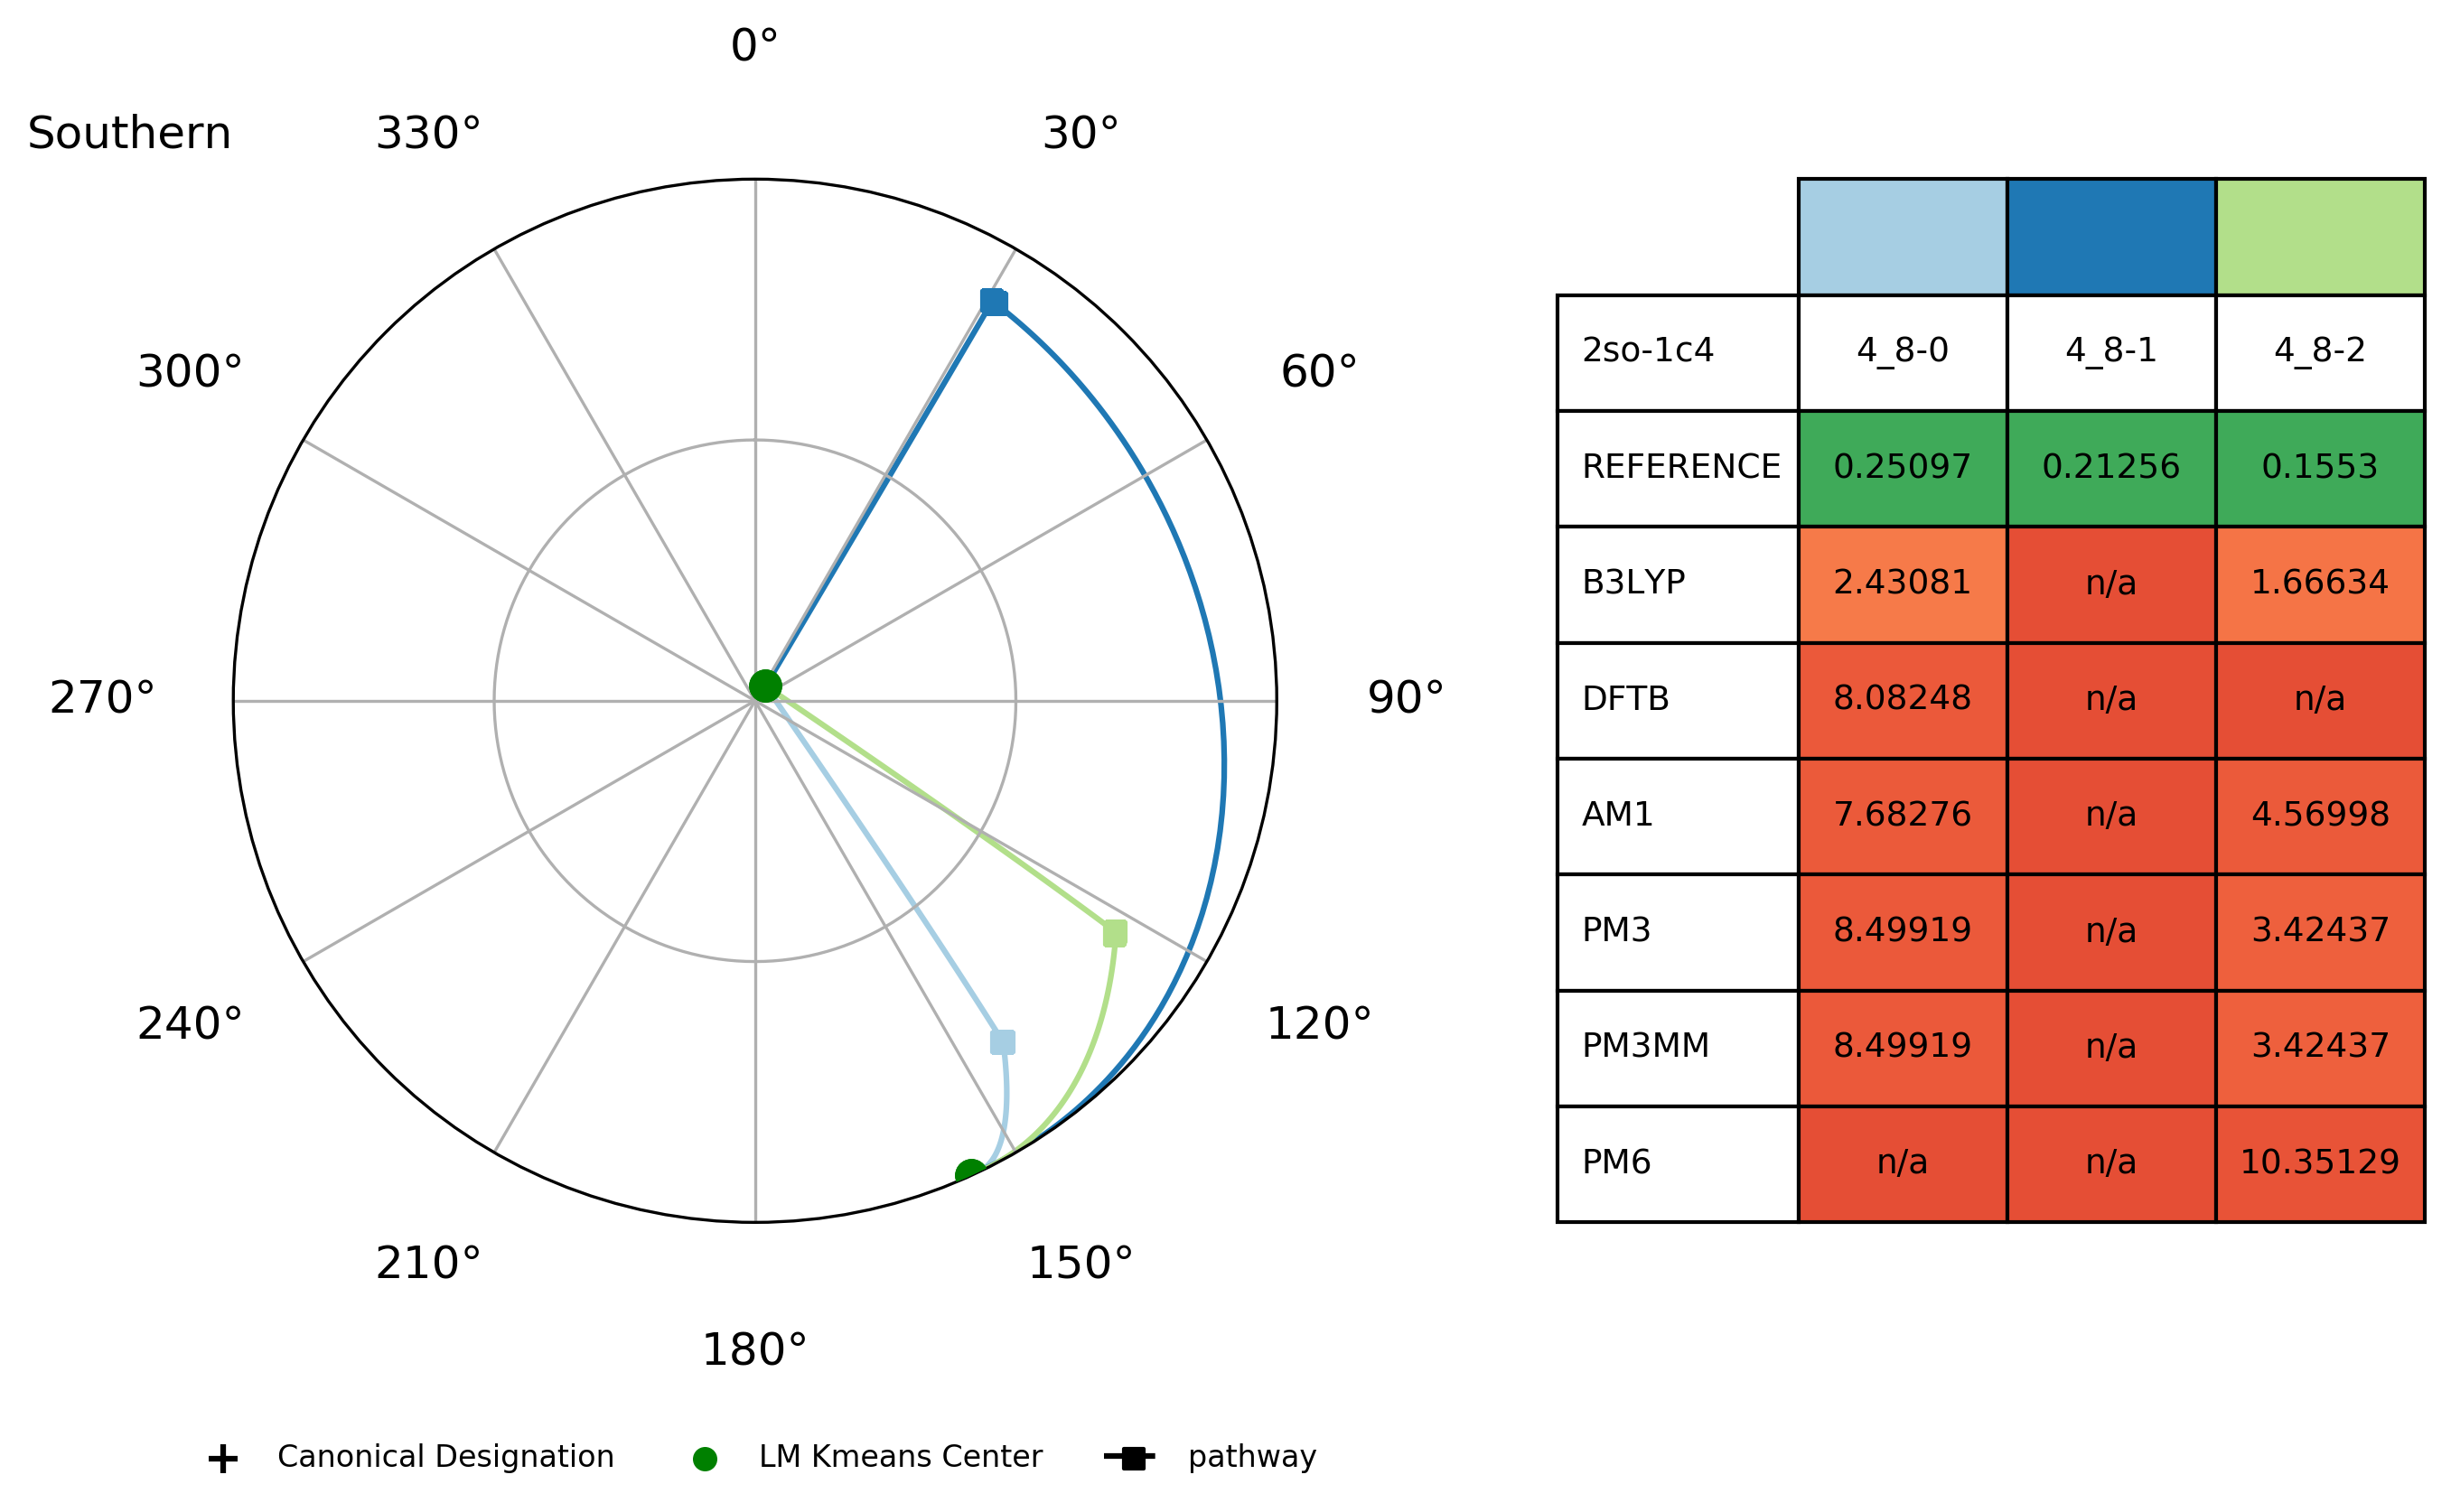 0°
Southern 330° 30°
300° 60°
270° 90°
240° 120°
210° 150°
180°
2so-1c4 4_8-0 4_8-1 4_8-2
REFERENCE 0.25097 0.21256 0.1553
B3LYP 2.43081 n/a 1.66634
DFTB 8.08248 n/a n/a
AM1 7.68276 n/a 4.56998
PM3 8.49919 n/a 3.42437
PM3MM 8.49919 n/a 3.42437
PM6 n/a n/a 10.35129
Canonical Designation LM Kmeans Center pathway